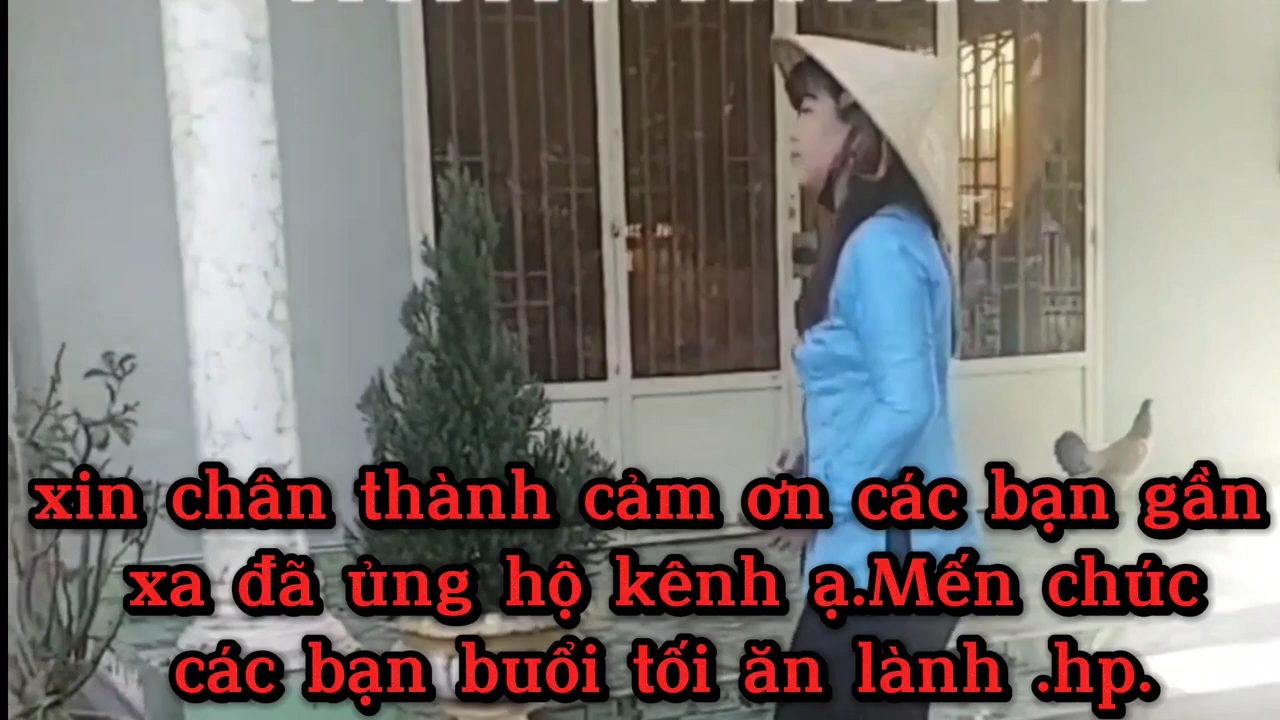 xin chân thành cảm ơn các bạn gần
xa đã ủng hộ kênh ạ.Mến chúc
các bạn buổi tối ăn lành .hp.